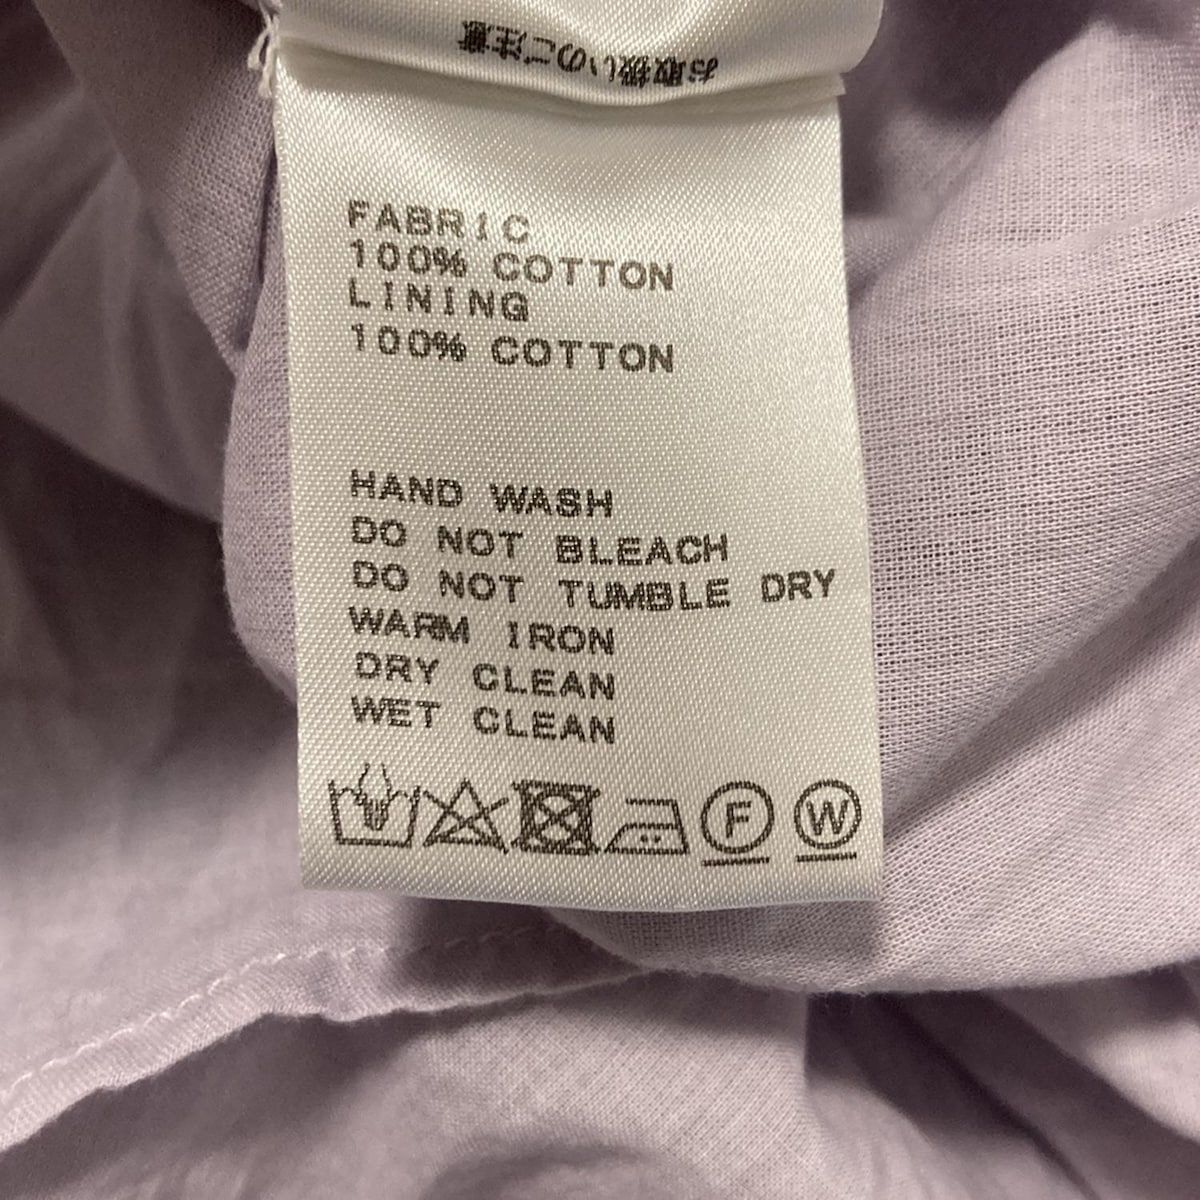 FABRIC
100% COTTON
LINING
100% COTTON
HAND WASH
DO NOT BLEACH
DO NOT TUMBLE DRY
WARM IRON
DRY CLEAN
WET CLEAN
F W